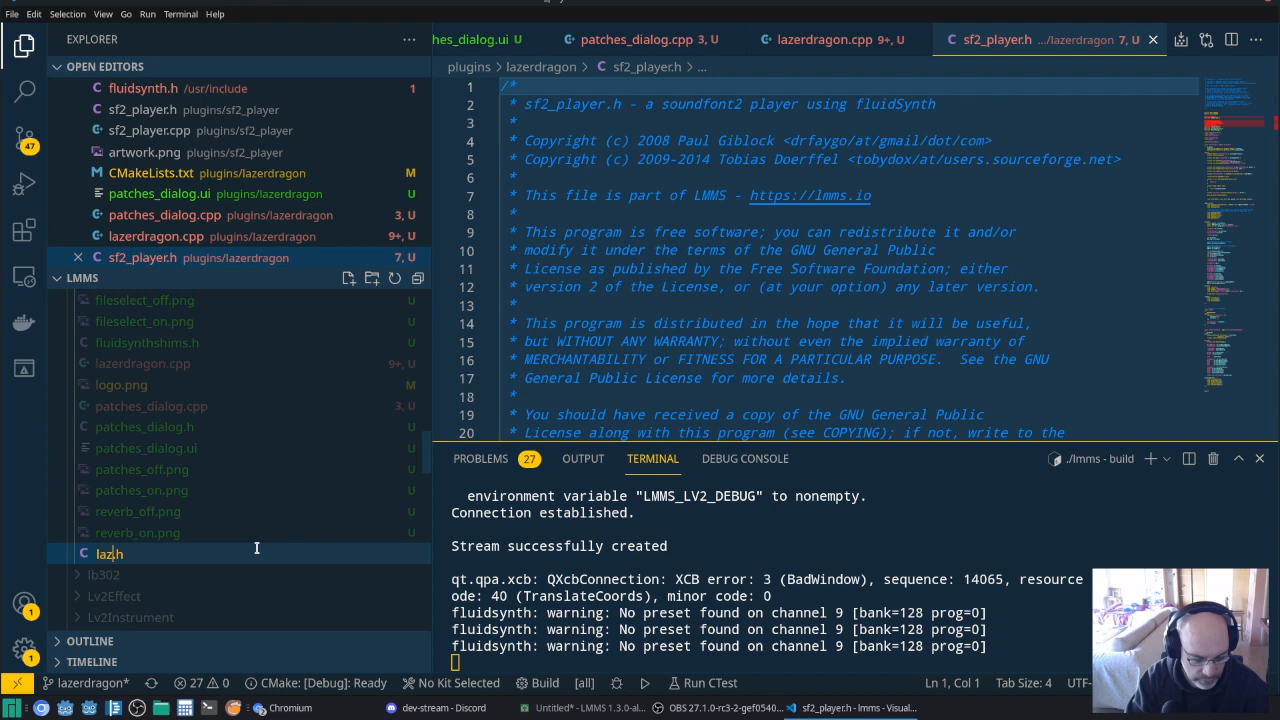 File Edit Selection View Go Run Terminal Help
EXPLORER
OPEN EDITORS
fluidsynth.h /usr/include 1
sf2_player.h plugins/sf2_player
sf2_player.cpp plugins/sf2_player
artwork.png plugins/sf2_player
CMakeLists.txt plugins/lazerdragon M
patches_dialog.ui plugins/lazerdragon U
patches_dialog.cpp plugins/lazerdragon 3, U
lazerdragon.cpp plugins/lazerdragon 9+, U
sf2_player.h plugins/lazerdragon 7, U
LMMS
fileselect_off.png U
fileselect_on.png U
fluidsynthshims.h U
lazerdragon.cpp 9+, U
logo.png M
patches_dialog.cpp 3, U
patches_dialog.h U
patches_dialog.ui U
patches_off.png U
patches_on.png U
reverb_off.png U
reverb_on.png U
laz.h
lb302
Lv2Effect
Lv2Instrument
OUTLINE
TIMELINE
47
1
1
hes_dialog.ui U
patches_dialog.cpp 3, U
lazerdragon.cpp 9+, U
sf2_player.h .../lazerdragon 7, U
plugins > lazerdragon > sf2_player.h > ...
1 /*
2 * sf2_player.h - a soundfont2 player using fluidSynth
3 *
4 * Copyright (c) 2008 Paul Giblock <drfaygo/at/gmail/dot/com>
5 * Copyright (c) 2009-2014 Tobias Doerffel <tobydox/at/users.sourceforge.net>
6 *
7 * This file is part of LMMS - https://lmms.io
8 *
9 * This program is free software; you can redistribute it and/or
10 * modify it under the terms of the GNU General Public
11 * License as published by the Free Software Foundation; either
12 * version 2 of the License, or (at your option) any later version.
13 *
14 * This program is distributed in the hope that it will be useful,
15 * but WITHOUT ANY WARRANTY; without even the implied warranty of
16 * MERCHANTABILITY or FITNESS FOR A PARTICULAR PURPOSE.  See the GNU
17 * General Public License for more details.
18 *
19 * You should have received a copy of the GNU General Public
20 * License along with this program (see COPYING); if not, write to the
PROBLEMS 27 OUTPUT TERMINAL DEBUG CONSOLE
./lmms - build
environment variable "LMMS_LV2_DEBUG" to nonempty.
Connection established.
Stream successfully created
qt.qpa.xcb: QXcbConnection: XCB error: 3 (BadWindow), sequence: 14065, resource
ode: 40 (TranslateCoords), minor code: 0
fluidsynth: warning: No preset found on channel 9 [bank=128 prog=0]
fluidsynth: warning: No preset found on channel 9 [bank=128 prog=0]
fluidsynth: warning: No preset found on channel 9 [bank=128 prog=0]
lazerdragon* 27 0 CMake: [Debug]: Ready No Kit Selected Build [all] Run CTest Ln 1, Col 1 Tab Size: 4 UTF-
Chromium dev-stream - Discord Untitled* - LMMS 1.3.0-al... OBS 27.1.0-rc3-2-gef0540... sf2_player.h - lmms - Visual...